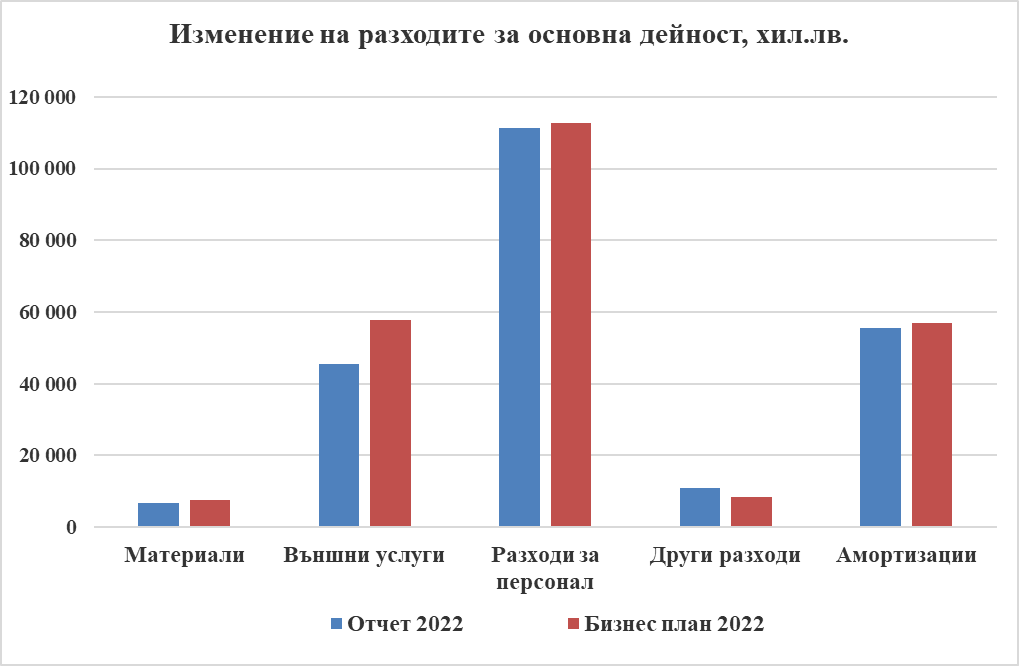 Изменение на разходите за основна дейност, хил.лв.
120 000
100 000
80 000
60 000
40 000
20 000
0
Материали
Външни услуги
Разходи за
персонал
Други разходи
Амортизации
Отчет 2022
Бизнес план 2022